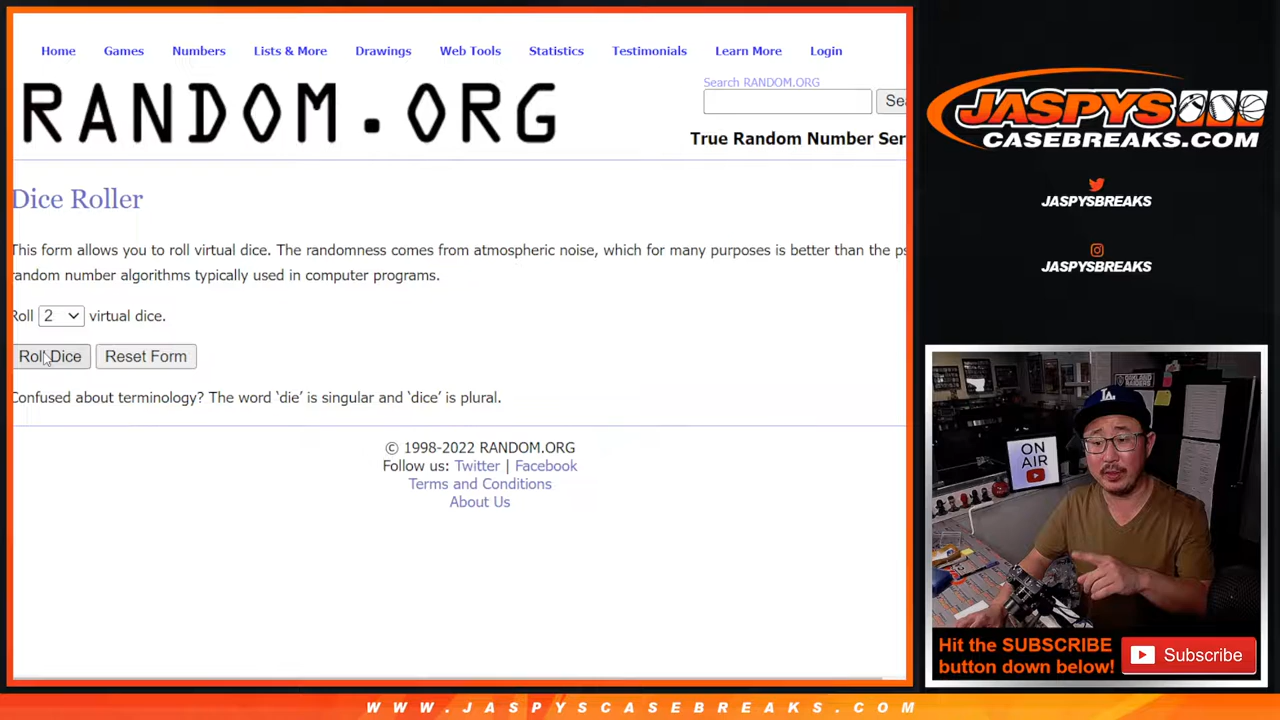 Home Games Numbers Lists & More Drawings Web Tools Statistics Testimonials Learn More Login
RANDOM.ORG
Search RANDOM.ORG
Sea
True Random Number Ser
Dice Roller
This form allows you to roll virtual dice. The randomness comes from atmospheric noise, which for many purposes is better than the ps
random number algorithms typically used in computer programs.
Roll 2 virtual dice.
Roll Dice Reset Form
Confused about terminology? The word ‘die’ is singular and ‘dice’ is plural.
© 1998-2022 RANDOM.ORG
Follow us: Twitter | Facebook
Terms and Conditions
About Us
JASPYS
CASEBREAKS.COM
JASPYSBREAKS
JASPYSBREAKS
OAKLAND
RAIDERS
LA
ON
AIR
Hit the SUBSCRIBE
button down below!
Subscribe
WWW.JASPYSCASEBREAKS.COM